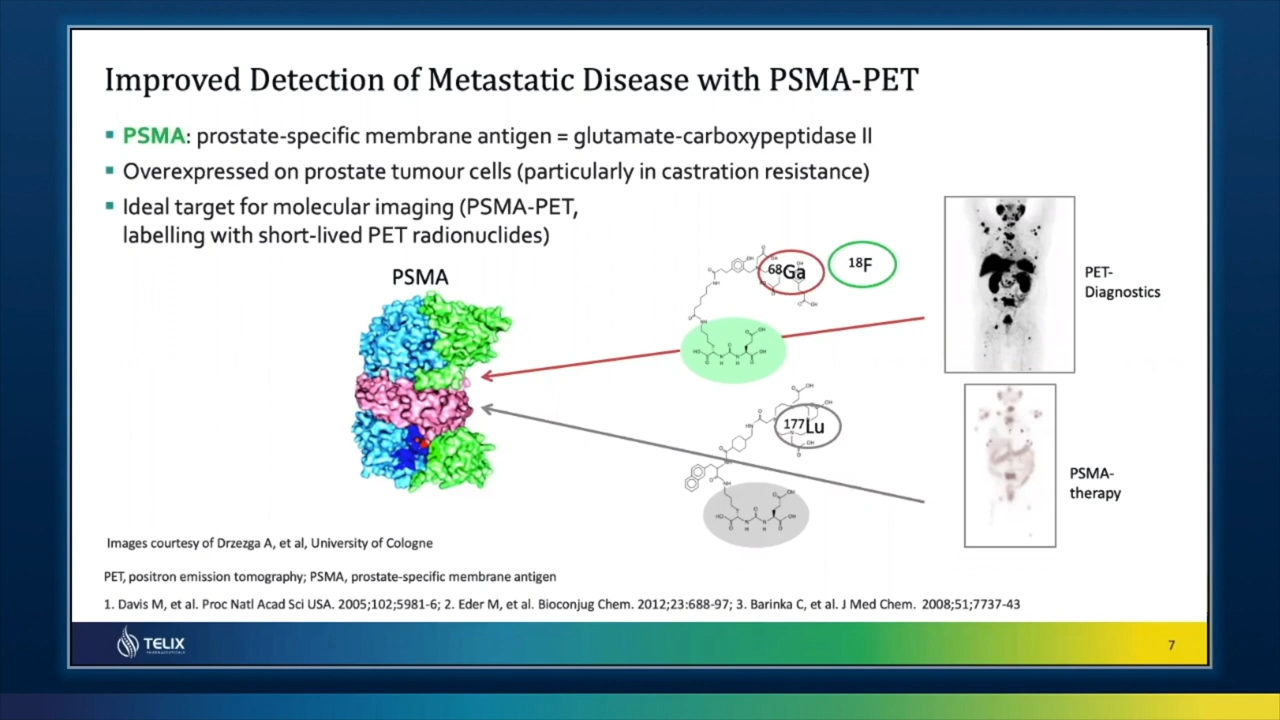 Improved Detection of Metastatic Disease with PSMA-PET
▪ PSMA: prostate-specific membrane antigen = glutamate-carboxypeptidase II
▪ Overexpressed on prostate tumour cells (particularly in castration resistance)
▪ Ideal target for molecular imaging (PSMA-PET,
labelling with short-lived PET radionuclides)
PSMA
68Ga
18F
PET-
Diagnostics
177Lu
PSMA-
therapy
Images courtesy of Drzezga A, et al, University of Cologne
PET, positron emission tomography; PSMA, prostate-specific membrane antigen
1. Davis M, et al. Proc Natl Acad Sci USA. 2005;102;5981-6; 2. Eder M, et al. Bioconjug Chem. 2012;23:688-97; 3. Barinka C, et al. J Med Chem. 2008;51;7737-43
TELIX
PHARMACEUTICALS
7